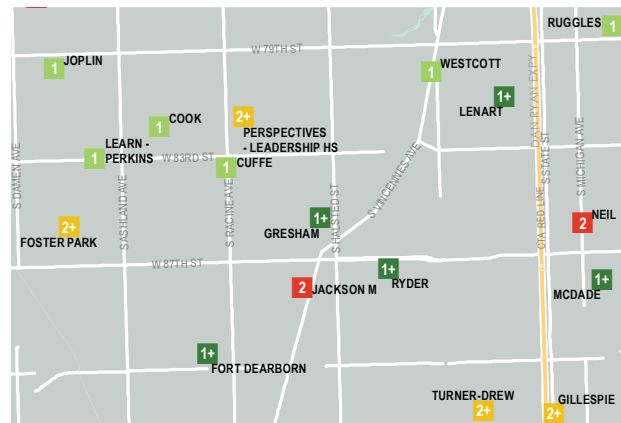 RUGGLES
1
W 79TH ST
JOPLIN
1
WESTCOTT
1
DAN RYAN EXPY
1+
LENART
COOK
1
2+
PERSPECTIVES
- LEADERSHIP HS
LEARN -
PERKINS
1
W 83RD ST
CUFFE
1
S DAMEN AVE
S ASHLAND AVE
S RACINE AVE
S HALSTED ST
S VINCENNES AVE
CTA RED LINE
S STATE ST
S MICHIGAN AVE
2+
FOSTER PARK
1+
GRESHAM
2
NEIL
W 87TH ST
2
JACKSON M
1+
RYDER
1+
MCDADE
1+
FORT DEARBORN
TURNER-DREW
2+
GILLESPIE
2+